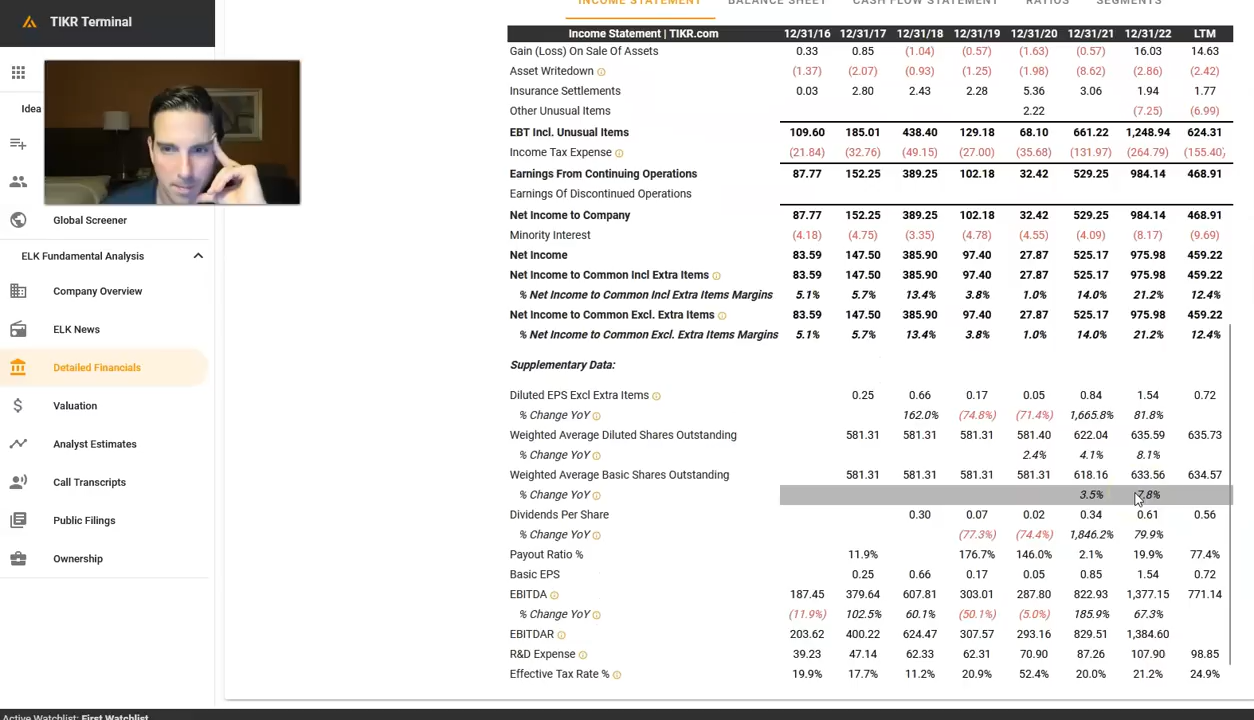 TIKR Terminal
INCOME STATEMENT BALANCE SHEET CASH FLOW STATEMENT RATIOS SEGMENTS
Idea
Global Screener
ELK Fundamental Analysis
Company Overview
ELK News
Detailed Financials
Valuation
Analyst Estimates
Call Transcripts
Public Filings
Ownership
Income Statement | TIKR.com 12/31/16 12/31/17 12/31/18 12/31/19 12/31/20 12/31/21 12/31/22 LTM
Gain (Loss) On Sale Of Assets 0.33 0.85 (1.04) (0.57) (1.63) (0.57) 16.03 14.63
Asset Writedown (1.37) (2.07) (0.93) (1.25) (1.98) (8.62) (2.86) (2.42)
Insurance Settlements 0.03 2.80 2.43 2.28 5.36 3.06 1.94 1.77
Other Unusual Items 2.22 (7.25) (6.99)
EBT Incl. Unusual Items 109.60 185.01 438.40 129.18 68.10 661.22 1,248.94 624.31
Income Tax Expense (21.84) (32.76) (49.15) (27.00) (35.68) (131.97) (264.79) (155.40)
Earnings From Continuing Operations 87.77 152.25 389.25 102.18 32.42 529.25 984.14 468.91
Earnings Of Discontinued Operations
Net Income to Company 87.77 152.25 389.25 102.18 32.42 529.25 984.14 468.91
Minority Interest (4.18) (4.75) (3.35) (4.78) (4.55) (4.09) (8.17) (9.69)
Net Income 83.59 147.50 385.90 97.40 27.87 525.17 975.98 459.22
Net Income to Common Incl Extra Items 83.59 147.50 385.90 97.40 27.87 525.17 975.98 459.22
% Net Income to Common Incl Extra Items Margins 5.1% 5.7% 13.4% 3.8% 1.0% 14.0% 21.2% 12.4%
Net Income to Common Excl. Extra Items 83.59 147.50 385.90 97.40 27.87 525.17 975.98 459.22
% Net Income to Common Excl. Extra Items Margins 5.1% 5.7% 13.4% 3.8% 1.0% 14.0% 21.2% 12.4%
Supplementary Data:
Diluted EPS Excl Extra Items 0.25 0.66 0.17 0.05 0.84 1.54 0.72
% Change YoY 162.0% (74.8%) (71.4%) 1,665.8% 81.8%
Weighted Average Diluted Shares Outstanding 581.31 581.31 581.31 581.40 622.04 635.59 635.73
% Change YoY 2.4% 4.1% 8.1%
Weighted Average Basic Shares Outstanding 581.31 581.31 581.31 581.31 618.16 633.56 634.57
% Change YoY 3.5% 7.8%
Dividends Per Share 0.30 0.07 0.02 0.34 0.61 0.56
% Change YoY (77.3%) (74.4%) 1,846.2% 79.9%
Payout Ratio % 11.9% 176.7% 146.0% 2.1% 19.9% 77.4%
Basic EPS 0.25 0.66 0.17 0.05 0.85 1.54 0.72
EBITDA 187.45 379.64 607.81 303.01 287.80 822.93 1,377.15 771.14
% Change YoY (11.9%) 102.5% 60.1% (50.1%) (5.0%) 185.9% 67.3%
EBITDAR 203.62 400.22 624.47 307.57 293.16 829.51 1,384.60
R&D Expense 39.23 47.14 62.33 62.31 70.90 87.26 107.90 98.85
Effective Tax Rate % 19.9% 17.7% 11.2% 20.9% 52.4% 20.0% 21.2% 24.9%
Active Watchlist: First Watchlist